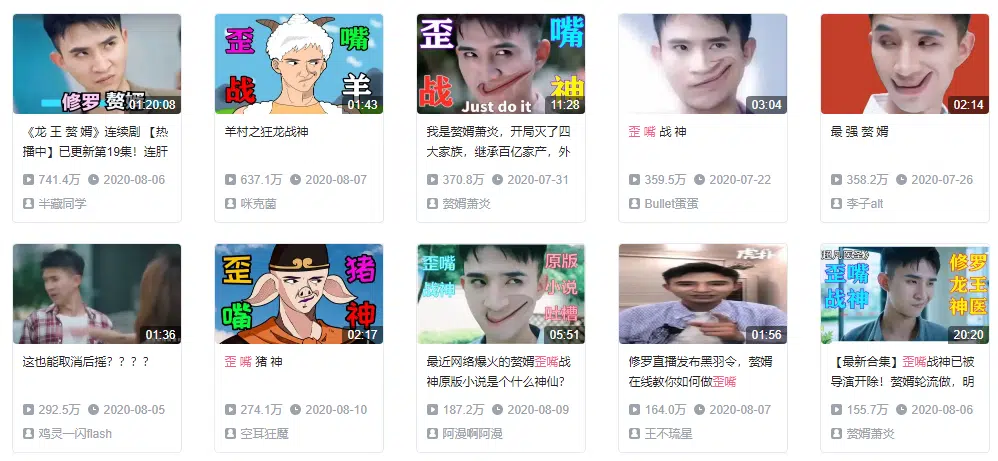 修罗 赘婿
01:20:08
《龙 王 赘 婿》连续剧 【热
播中】已更新第19集！连肝
741.4万 2020-08-06
半藏同学
歪 嘴
战 羊
01:43
羊村之狂龙战神
637.1万 2020-08-07
咪克菌
歪 嘴
战 神
Just do it
11:28
我是赘婿萧炎，开局灭了四
大家族，继承百亿家产，外
370.8万 2020-07-31
赘婿萧炎
03:04
歪 嘴 战 神
359.5万 2020-07-22
Bullet蛋蛋
02:14
最 强 赘 婿
358.2万 2020-07-26
李子alt
01:36
这也能取消后摇？？？？
292.5万 2020-08-05
鸡灵一闪flash
歪 猪
嘴 神
02:17
歪 嘴 猪 神
274.1万 2020-08-10
空耳狂魔
歪嘴
战神
原版
小说
吐槽
05:51
最近网络爆火的赘婿歪嘴战
神原版小说是个什么神仙？
187.2万 2020-08-09
阿漫啊阿漫
虎扑
01:56
修罗直播发布黑羽令，赘婿
在线教你如何做歪嘴
164.0万 2020-08-07
王不琉星
歪嘴
战神
修罗
龙王
神医
20:20
【最新合集】歪嘴战神已被
导演开除！赘婿轮流做，明
155.7万 2020-08-06
赘婿萧炎